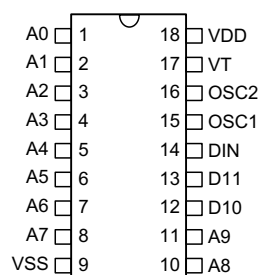 A0 1 18 VDD
A1 2 17 VT
A2 3 16 OSC2
A3 4 15 OSC1
A4 5 14 DIN
A5 6 13 D11
A6 7 12 D10
A7 8 11 A9
VSS 9 10 A8